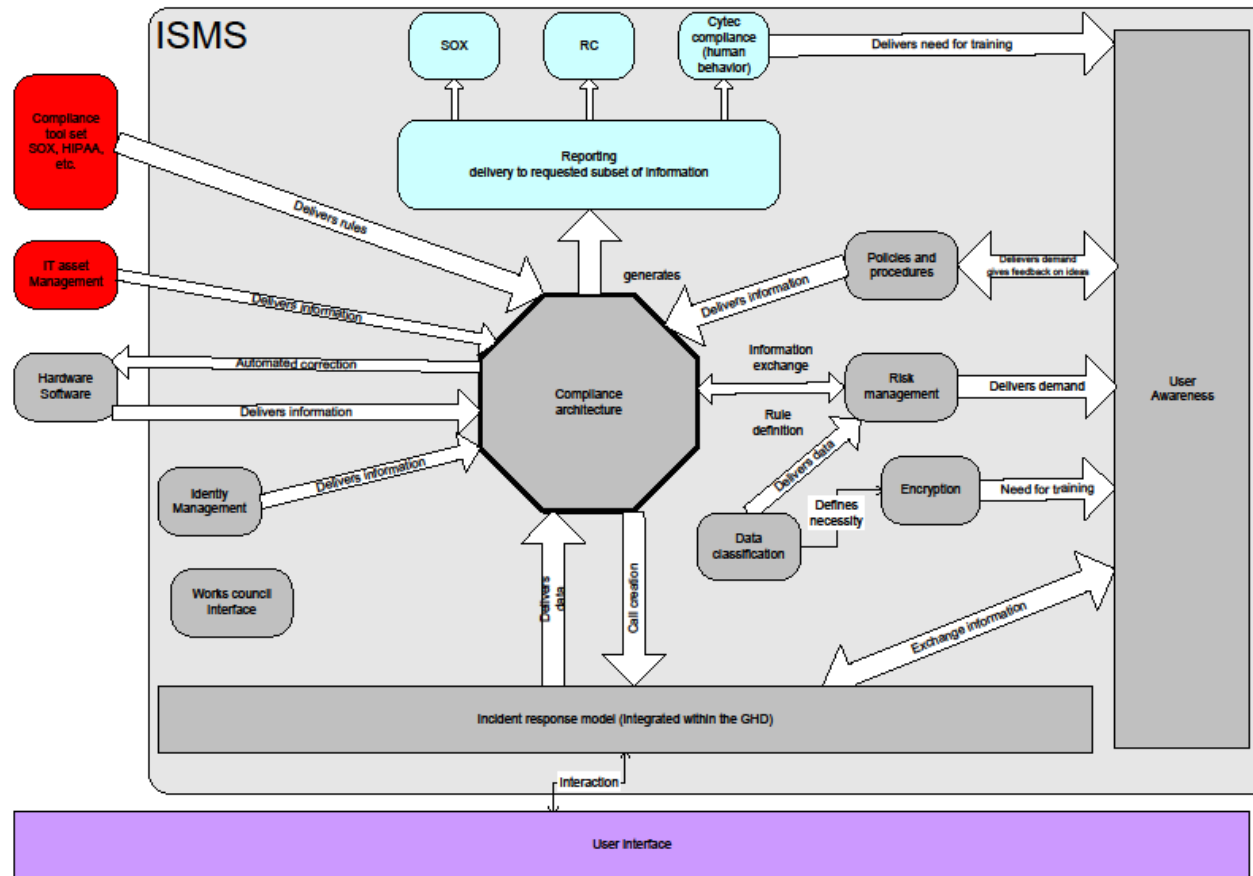 ISMS
SOX
RC
Cytec
compliance
(human
behavior)
Delivers need for training
Compliance
tool set
SOX, HIPAA,
etc.
Reporting
delivery to requested subset of information
Delivers rules
IT asset
Management
Delivers information
generates
Policies and
procedures
Delievers demand
gives feedback on ideas
Delivers information
Hardware
Software
Automated correction
Delivers information
Compliance
architecture
Information
exchange
Rule
definition
Risk
management
Delivers demand
User
Awareness
Delivers data
Identiy
Management
Delivers information
Encryption
Need for training
Defines
necessity
Data
classification
Works council
Interface
Delivers
data
Call creation
Exchange information
Incident response model (Integrated within the GHD)
Interaction
User Interface